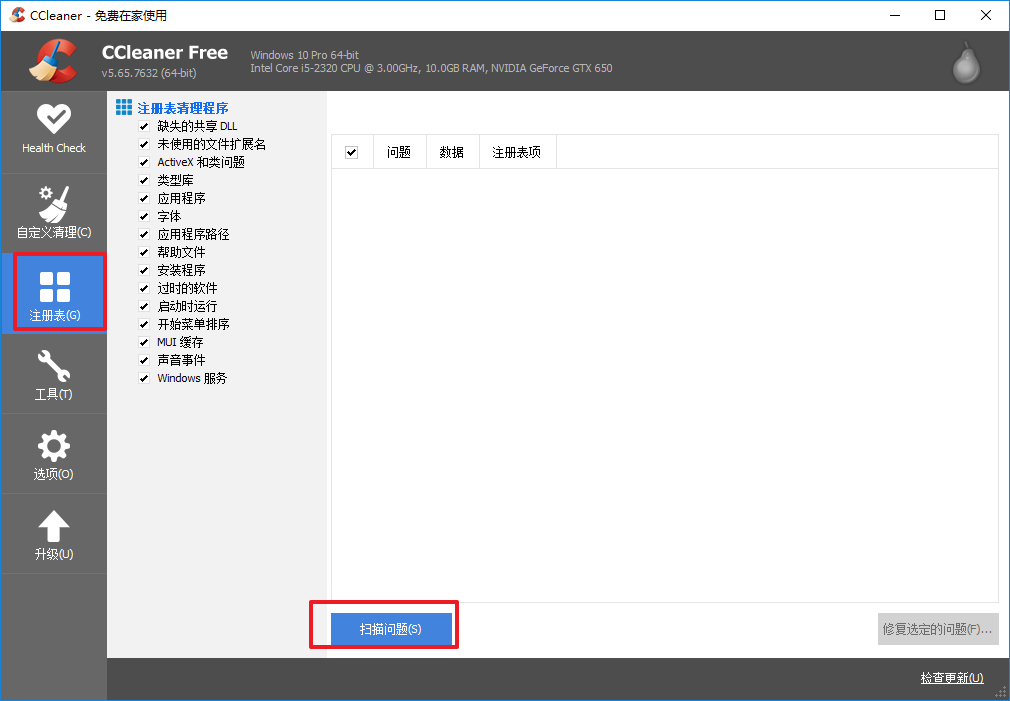 CCleaner - 免费在家使用
CCleaner Free
v5.65.7632 (64-bit)
Windows 10 Pro 64-bit
Intel Core i5-2320 CPU @ 3.00GHz, 10.0GB RAM, NVIDIA GeForce GTX 650
Health Check
自定义清理(C)
注册表(G)
工具(T)
选项(O)
升级(U)
注册表清理程序
缺失的共享 DLL
未使用的文件扩展名
ActiveX 和类问题
类型库
应用程序
字体
应用程序路径
帮助文件
安装程序
过时的软件
启动时运行
开始菜单排序
MUI 缓存
声音事件
Windows 服务
问题 数据 注册表项
扫描问题(S)
修复选定的问题(F)...
检查更新(U)